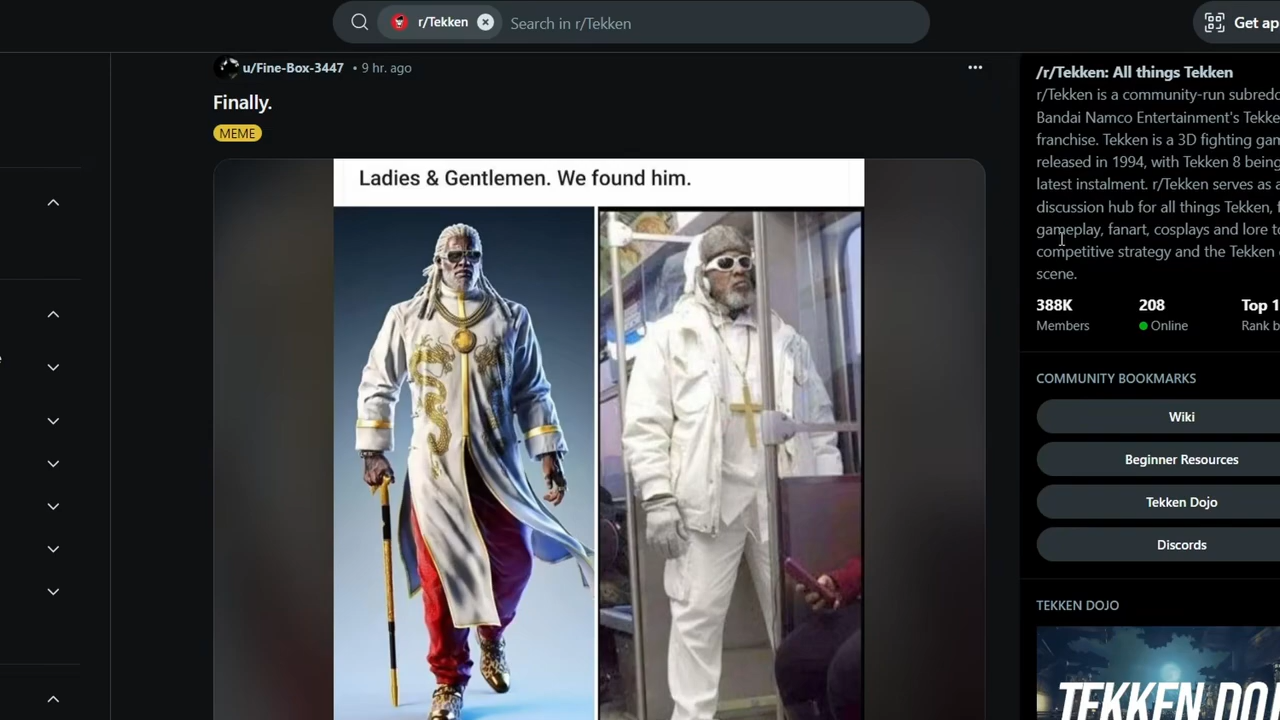 r/Tekken
Search in r/Tekken
Get ap
u/Fine-Box-3447 • 9 hr. ago
Finally.
MEME
Ladies & Gentlemen. We found him.
/r/Tekken: All things Tekken
r/Tekken is a community-run subredd
Bandai Namco Entertainment's Tekke
franchise. Tekken is a 3D fighting gam
released in 1994, with Tekken 8 being
latest instalment. r/Tekken serves as a
discussion hub for all things Tekken, f
gameplay, fanart, cosplays and lore to
competitive strategy and the Tekken
scene.
388K
208
Top 1
Members
Online
Rank b
COMMUNITY BOOKMARKS
Wiki
Beginner Resources
Tekken Dojo
Discords
TEKKEN DOJO
TEKKEN DO